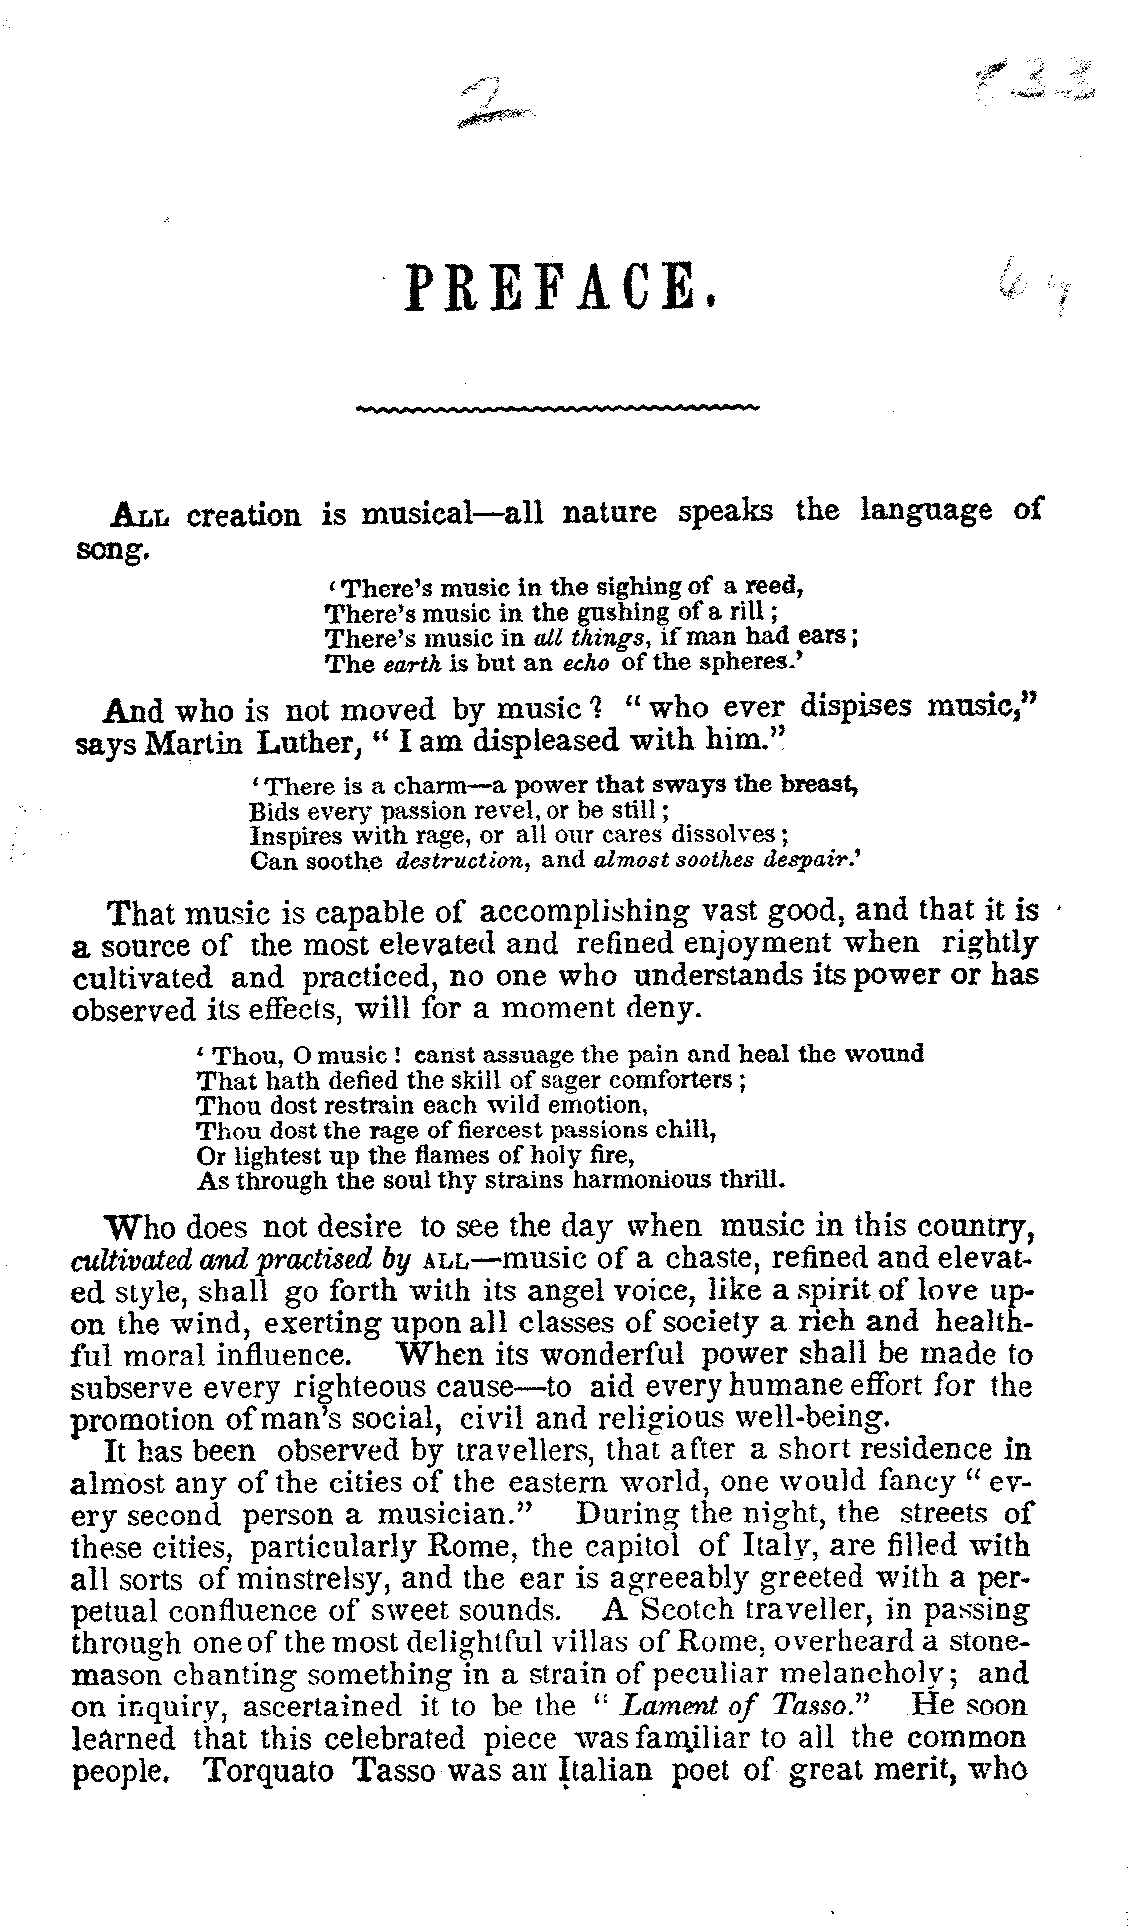 2
833
PREFACE.
ALL creation is musical—all nature speaks the language of
song.
‘There's music in the sighing of a reed,
There's music in the gushing of a rill;
There's music in all things, if man had ears;
The earth is but an echo of the spheres.’
And who is not moved by music? “who ever dispises music,”
says Martin Luther, “I am displeased with him.”
‘There is a charm—a power that sways the breast,
Bids every passion revel, or be still;
Inspires with rage, or all our cares dissolves;
Can soothe destruction, and almost soothes despair.’
That music is capable of accomplishing vast good, and that it is
a source of the most elevated and refined enjoyment when rightly
cultivated and practiced, no one who understands its power or has
observed its effects, will for a moment deny.
‘Thou, O music! canst assuage the pain and heal the wound
That hath defied the skill of sager comforters;
Thou dost restrain each wild emotion,
Thou dost the rage of fiercest passions chill,
Or lightest up the flames of holy fire,
As through the soul thy strains harmonious thrill.
Who does not desire to see the day when music in this country,
cultivated and practised by ALL—music of a chaste, refined and elevat-
ed style, shall go forth with its angel voice, like a spirit of love up-
on the wind, exerting upon all classes of society a rich and health-
ful moral influence. When its wonderful power shall be made to
subserve every righteous cause—to aid every humane effort for the
promotion of man's social, civil and religious well-being.
It has been observed by travellers, that after a short residence in
almost any of the cities of the eastern world, one would fancy “ev-
ery second person a musician.” During the night, the streets of
these cities, particularly Rome, the capitol of Italy, are filled with
all sorts of minstrelsy, and the ear is agreeably greeted with a per-
petual confluence of sweet sounds. A Scotch traveller, in passing
through one of the most delightful villas of Rome, overheard a stone-
mason chanting something in a strain of peculiar melancholy; and
on inquiry, ascertained it to be the “Lament of Tasso.” He soon
learned that this celebrated piece was familiar to all the common
people. Torquato Tasso was an Italian poet of great merit, who